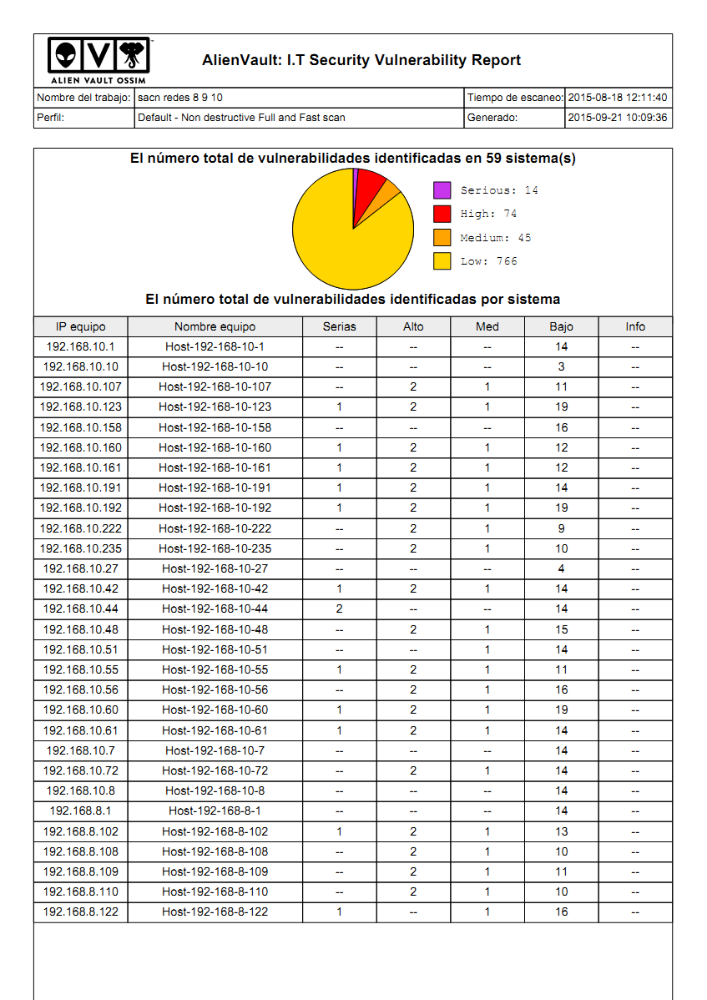 ALIEN VAULT OSSIM
AlienVault: I.T Security Vulnerability Report
Nombre del trabajo: sacn redes 8 9 10 Tiempo de escaneo: 2015-08-18 12:11:40
Perfil: Default - Non destructive Full and Fast scan Generado: 2015-09-21 10:09:36
El número total de vulnerabilidades identificadas en 59 sistema(s)
Serious: 14
High: 74
Medium: 45
Low: 766
El número total de vulnerabilidades identificadas por sistema
IP equipo Nombre equipo Serias Alto Med Bajo Info
192.168.10.1 Host-192-168-10-1 -- -- -- 14 --
192.168.10.10 Host-192-168-10-10 -- -- -- 3 --
192.168.10.107 Host-192-168-10-107 -- 2 1 11 --
192.168.10.123 Host-192-168-10-123 1 2 1 19 --
192.168.10.158 Host-192-168-10-158 -- -- -- 16 --
192.168.10.160 Host-192-168-10-160 1 2 1 12 --
192.168.10.161 Host-192-168-10-161 1 2 1 12 --
192.168.10.191 Host-192-168-10-191 1 2 1 14 --
192.168.10.192 Host-192-168-10-192 1 2 1 19 --
192.168.10.222 Host-192-168-10-222 -- 2 1 9 --
192.168.10.235 Host-192-168-10-235 -- 2 1 10 --
192.168.10.27 Host-192-168-10-27 -- -- -- 4 --
192.168.10.42 Host-192-168-10-42 1 2 1 14 --
192.168.10.44 Host-192-168-10-44 2 -- -- 14 --
192.168.10.48 Host-192-168-10-48 -- 2 1 15 --
192.168.10.51 Host-192-168-10-51 -- -- 1 14 --
192.168.10.55 Host-192-168-10-55 1 2 1 11 --
192.168.10.56 Host-192-168-10-56 -- 2 1 16 --
192.168.10.60 Host-192-168-10-60 1 2 1 19 --
192.168.10.61 Host-192-168-10-61 1 2 1 14 --
192.168.10.7 Host-192-168-10-7 -- -- -- 14 --
192.168.10.72 Host-192-168-10-72 -- 2 1 14 --
192.168.10.8 Host-192-168-10-8 -- -- -- 14 --
192.168.8.1 Host-192-168-8-1 -- -- -- 14 --
192.168.8.102 Host-192-168-8-102 1 2 1 13 --
192.168.8.108 Host-192-168-8-108 -- 2 1 10 --
192.168.8.109 Host-192-168-8-109 -- 2 1 11 --
192.168.8.110 Host-192-168-8-110 -- 2 1 10 --
192.168.8.122 Host-192-168-8-122 1 -- 1 16 --